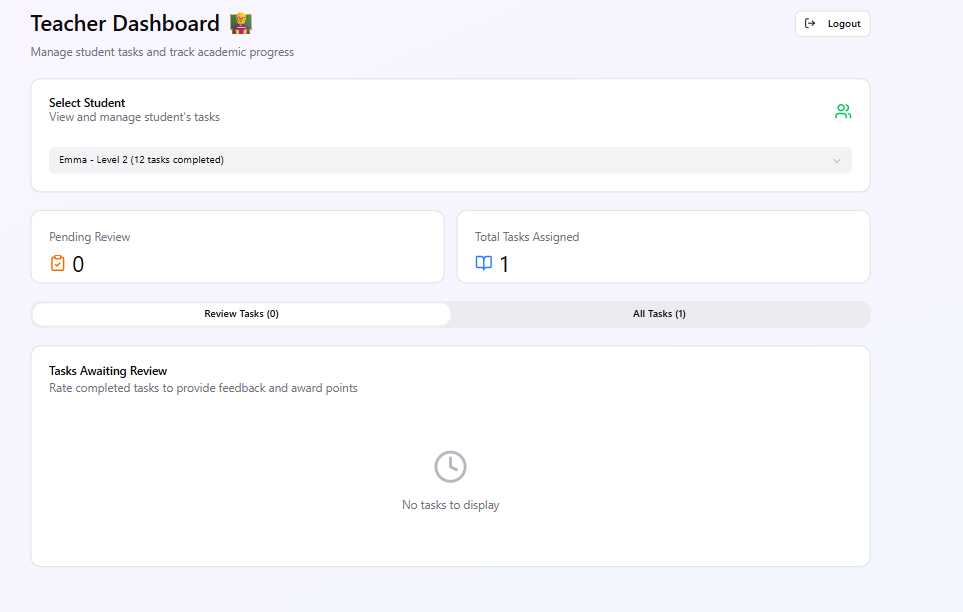 Teacher Dashboard
Logout
Manage student tasks and track academic progress
Select Student
View and manage student's tasks
Emma - Level 2 (12 tasks completed)
Pending Review
0
Total Tasks Assigned
1
Review Tasks (0)
All Tasks (1)
Tasks Awaiting Review
Rate completed tasks to provide feedback and award points
No tasks to display